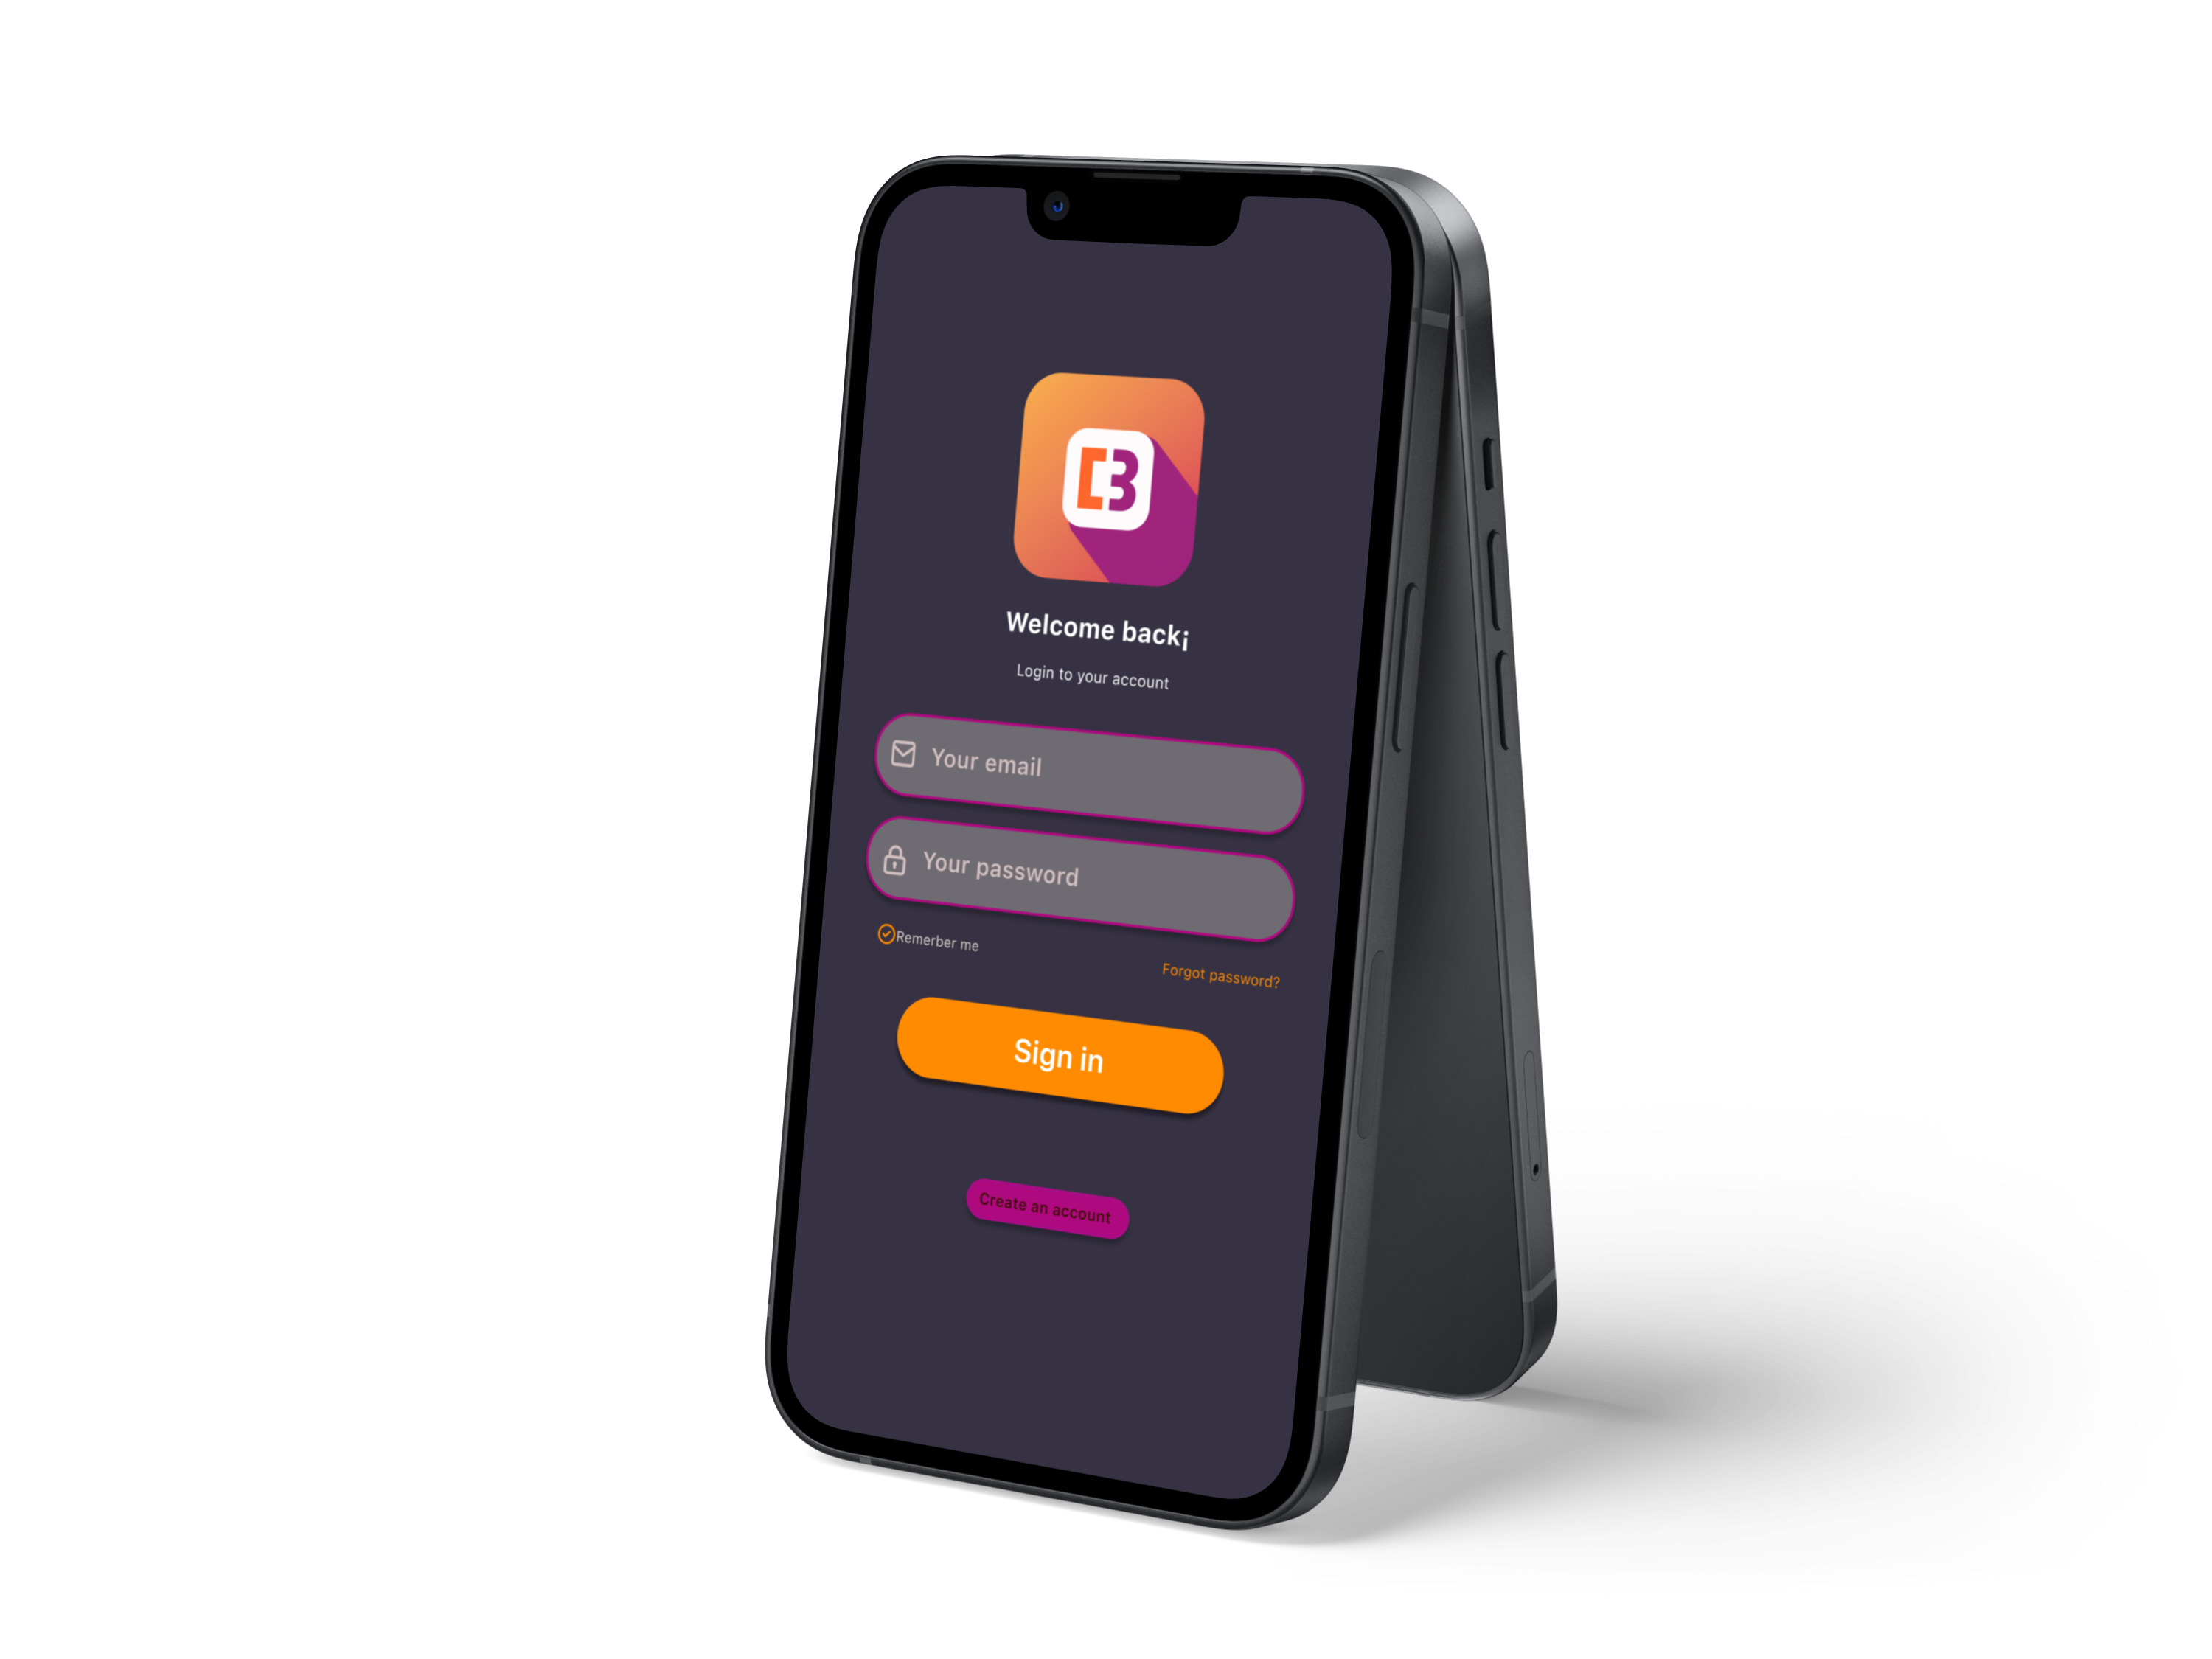 CB
Welcome back¡
Login to your account
Your email
Your password
Remerber me
Forgot password?
Sign in
Create an account